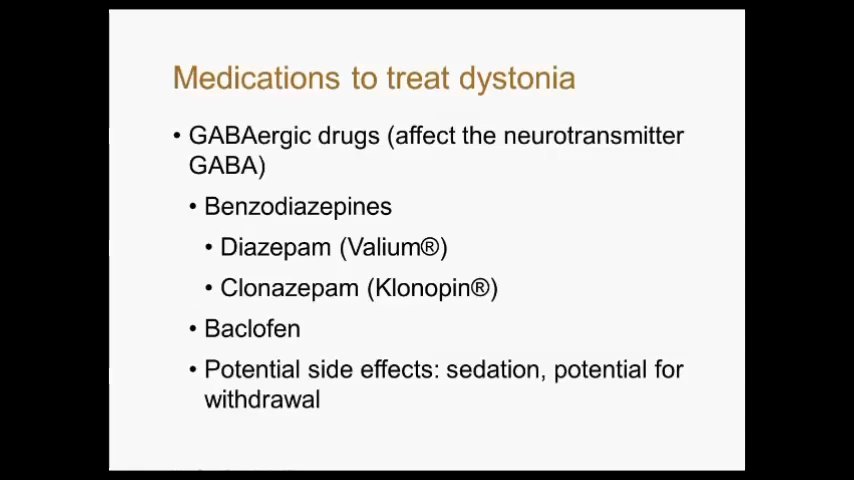 Medications to treat dystonia
• GABAergic drugs (affect the neurotransmitter
GABA)
• Benzodiazepines
• Diazepam (Valium®)
• Clonazepam (Klonopin®)
• Baclofen
• Potential side effects: sedation, potential for
withdrawal